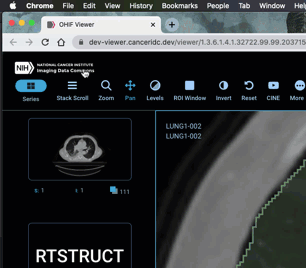 Chrome File Edit View History Bookmarks People Tab Window Help
OHIF Viewer
dev-viewer.canceridc.dev/viewer/1.3.6.1.4.1.32722.99.99.203715
NIH NATIONAL CANCER INSTITUTE
Imaging Data Commons
Series Stack Scroll Zoom Pan Levels ROI Window Invert Reset CINE More
LUNG1-002
LUNG1-002
S: 1 I: 1 111
RTSTRUCT